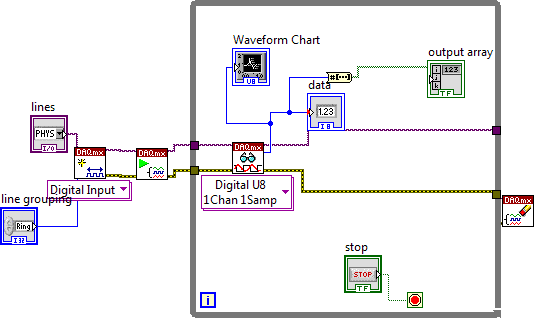 Waveform Chart
U8
output array
123
TF
data
1.23
I8
#[...]
lines
PHYS
I/O
DAQmx
DAQmx
DAQmx
Digital Input
line grouping
Ring
I32
Digital U8
1Chan 1Samp
DAQmx
stop
STOP
TF
i